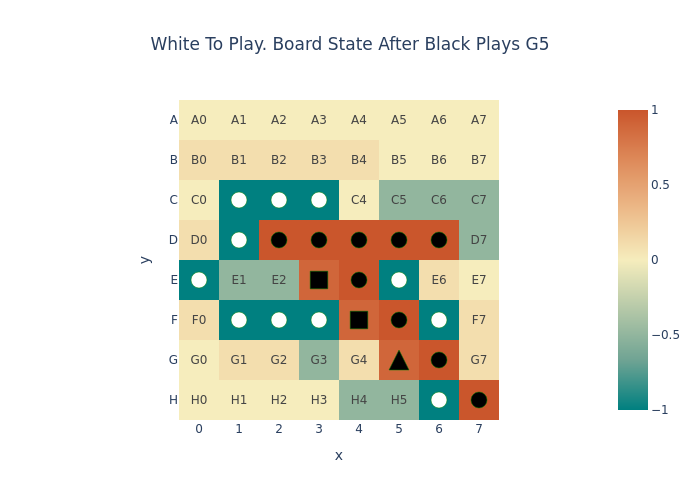 White To Play. Board State After Black Plays G5
A A0 A1 A2 A3 A4 A5 A6 A7 1
B B0 B1 B2 B3 B4 B5 B6 B7 0.5
C C0 C4 C5 C6 C7
D D0 D7
y E E1 E2 E6 E7 0
F F0 F7 −0.5
G G0 G1 G2 G3 G4 G7
H H0 H1 H2 H3 H4 H5 −1
0 1 2 3 4 5 6 7
x